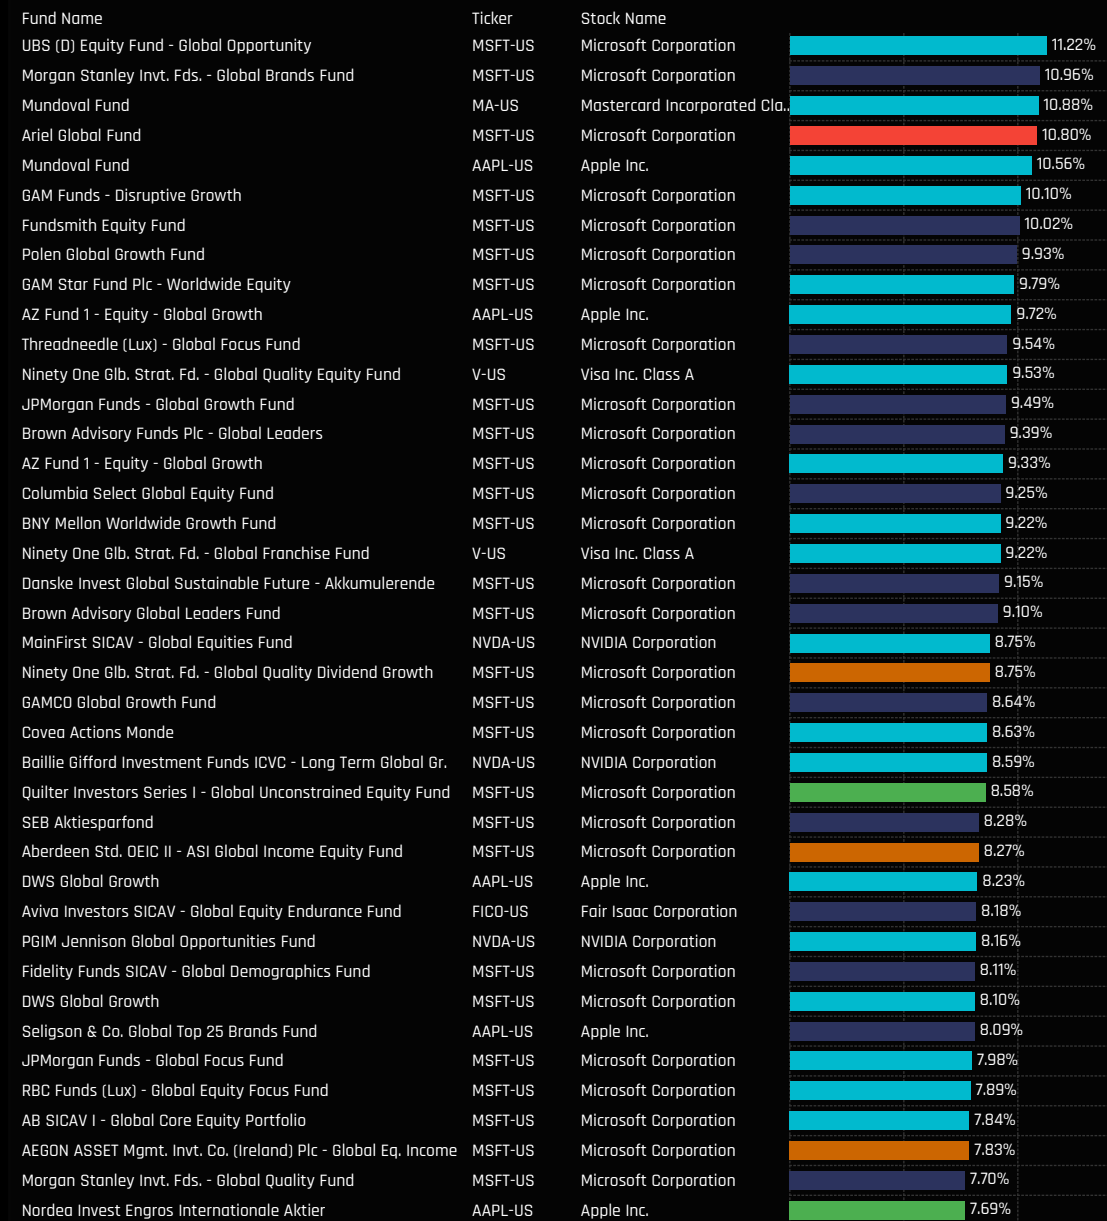 Fund Name Ticker Stock Name
UBS (D) Equity Fund - Global Opportunity MSFT-US Microsoft Corporation 11.22%
Morgan Stanley Invt. Fds. - Global Brands Fund MSFT-US Microsoft Corporation 10.96%
Mundoval Fund MA-US Mastercard Incorporated Cla.. 10.88%
Ariel Global Fund MSFT-US Microsoft Corporation 10.80%
Mundoval Fund AAPL-US Apple Inc. 10.56%
GAM Funds - Disruptive Growth MSFT-US Microsoft Corporation 10.10%
Fundsmith Equity Fund MSFT-US Microsoft Corporation 10.02%
Polen Global Growth Fund MSFT-US Microsoft Corporation 9.93%
GAM Star Fund Plc - Worldwide Equity MSFT-US Microsoft Corporation 9.79%
AZ Fund 1 - Equity - Global Growth AAPL-US Apple Inc. 9.72%
Threadneedle (Lux) - Global Focus Fund MSFT-US Microsoft Corporation 9.54%
Ninety One Glb. Strat. Fd. - Global Quality Equity Fund V-US Visa Inc. Class A 9.53%
JPMorgan Funds - Global Growth Fund MSFT-US Microsoft Corporation 9.49%
Brown Advisory Funds Plc - Global Leaders MSFT-US Microsoft Corporation 9.39%
AZ Fund 1 - Equity - Global Growth MSFT-US Microsoft Corporation 9.33%
Columbia Select Global Equity Fund MSFT-US Microsoft Corporation 9.25%
BNY Mellon Worldwide Growth Fund MSFT-US Microsoft Corporation 9.22%
Ninety One Glb. Strat. Fd. - Global Franchise Fund V-US Visa Inc. Class A 9.22%
Danske Invest Global Sustainable Future - Akkumulerende MSFT-US Microsoft Corporation 9.15%
Brown Advisory Global Leaders Fund MSFT-US Microsoft Corporation 9.10%
MainFirst SICAV - Global Equities Fund NVDA-US NVIDIA Corporation 8.75%
Ninety One Glb. Strat. Fd. - Global Quality Dividend Growth MSFT-US Microsoft Corporation 8.75%
GAMCO Global Growth Fund MSFT-US Microsoft Corporation 8.64%
Covea Actions Monde MSFT-US Microsoft Corporation 8.63%
Baillie Gifford Investment Funds ICVC - Long Term Global Gr. NVDA-US NVIDIA Corporation 8.59%
Quilter Investors Series I - Global Unconstrained Equity Fund MSFT-US Microsoft Corporation 8.58%
SEB Aktiesparfond MSFT-US Microsoft Corporation 8.28%
Aberdeen Std. OEIC II - ASI Global Income Equity Fund MSFT-US Microsoft Corporation 8.27%
DWS Global Growth AAPL-US Apple Inc. 8.23%
Aviva Investors SICAV - Global Equity Endurance Fund FICO-US Fair Isaac Corporation 8.18%
PGIM Jennison Global Opportunities Fund NVDA-US NVIDIA Corporation 8.16%
Fidelity Funds SICAV - Global Demographics Fund MSFT-US Microsoft Corporation 8.11%
DWS Global Growth MSFT-US Microsoft Corporation 8.10%
Seligson & Co. Global Top 25 Brands Fund AAPL-US Apple Inc. 8.09%
JPMorgan Funds - Global Focus Fund MSFT-US Microsoft Corporation 7.98%
RBC Funds (Lux) - Global Equity Focus Fund MSFT-US Microsoft Corporation 7.89%
AB SICAV I - Global Core Equity Portfolio MSFT-US Microsoft Corporation 7.84%
AEGON ASSET Mgmt. Invt. Co. (Ireland) Plc - Global Eq. Income MSFT-US Microsoft Corporation 7.83%
Morgan Stanley Invt. Fds. - Global Quality Fund MSFT-US Microsoft Corporation 7.70%
Nordea Invest Engros Internationale Aktier AAPL-US Apple Inc. 7.69%